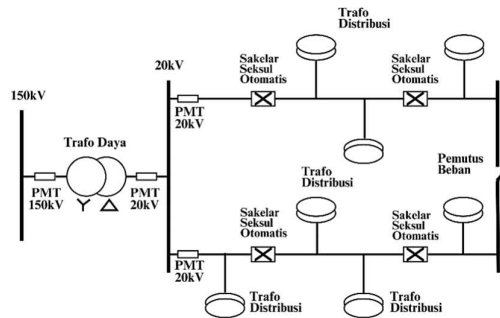 Trafo
Distribusi
20kV
Sakelar
Seksul
Otomatis
Sakelar
Seksul
Otomatis
150kV
PMT
20kV
Trafo Daya
Trafo
Distribusi
Pemutus
Beban
PMT
150kV
PMT
20kV
Sakelar
Seksul
Otomatis
Sakelar
Seksul
Otomatis
PMT
20kV
Trafo
Distribusi
Trafo
Distribusi